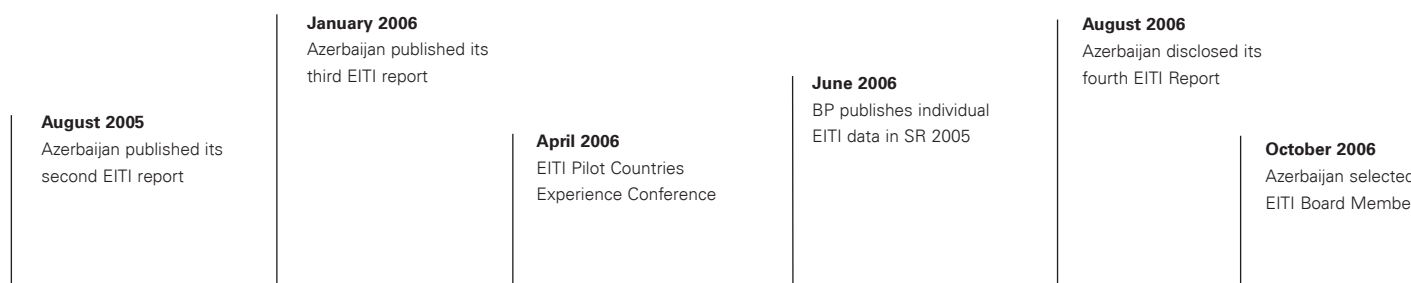 August 2005
Azerbaijan published its
second EITI report
January 2006
Azerbaijan published its
third EITI report
April 2006
EITI Pilot Countries
Experience Conference
June 2006
BP publishes individual
EITI data in SR 2005
August 2006
Azerbaijan disclosed its
fourth EITI Report
October 2006
Azerbaijan selected
EITI Board Membe